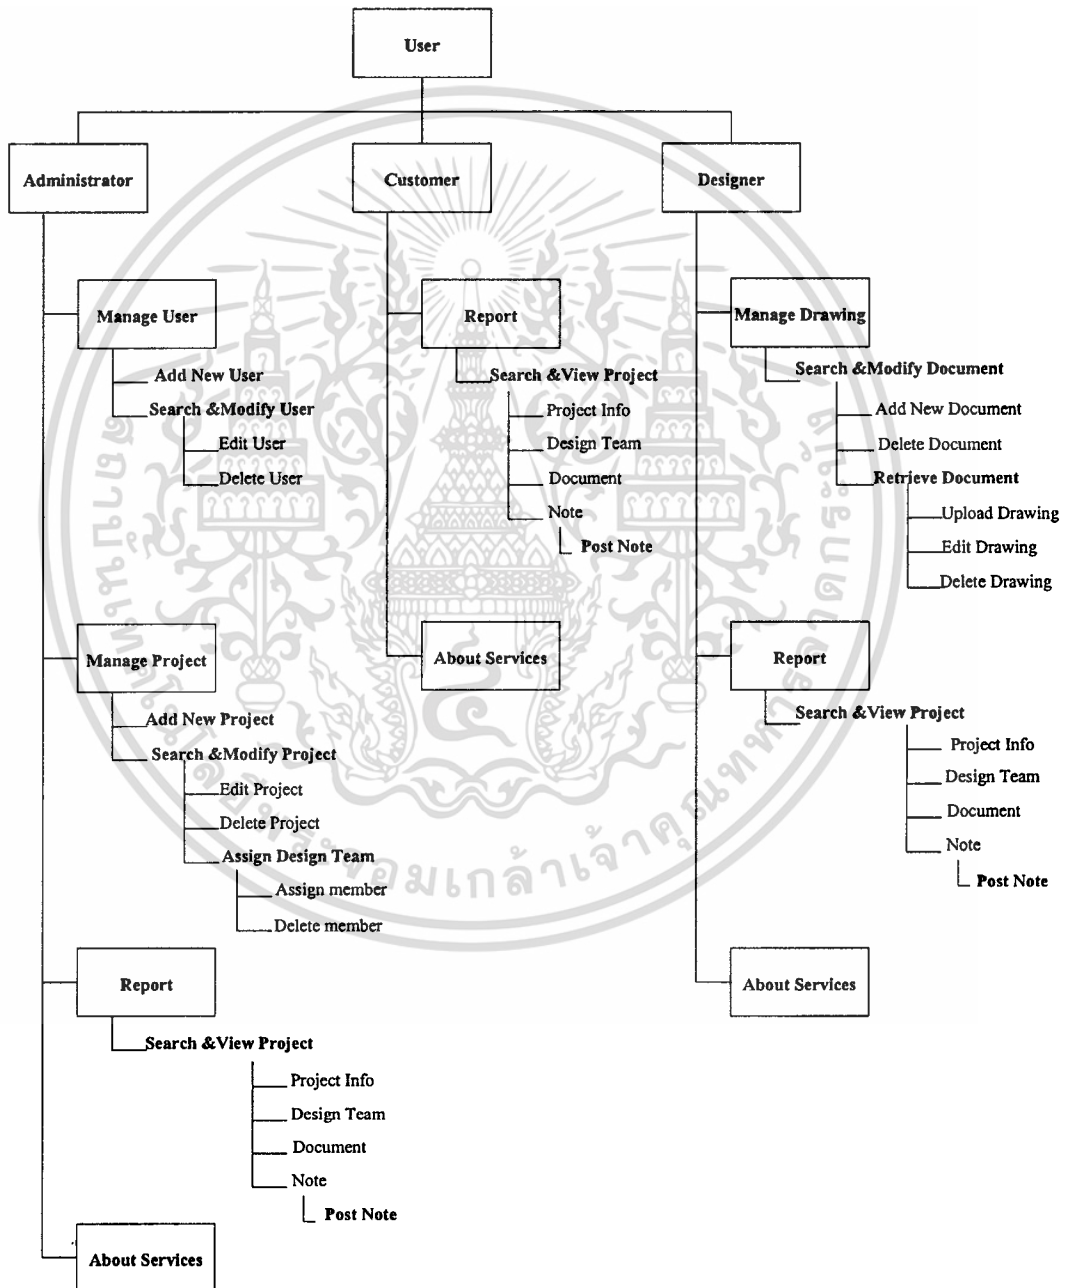 User
Administrator
Customer
Designer
Manage User
Add New User
Search &Modify User
Edit User
Delete User
Manage Project
Add New Project
Search &Modify Project
Edit Project
Delete Project
Assign Design Team
Assign member
Delete member
Report
Search &View Project
Project Info
Design Team
Document
Note
Post Note
About Services
Report
Search &View Project
Project Info
Design Team
Document
Note
Post Note
About Services
Manage Drawing
Search &Modify Document
Add New Document
Delete Document
Retrieve Document
Upload Drawing
Edit Drawing
Delete Drawing
Report
Search &View Project
Project Info
Design Team
Document
Note
Post Note
About Services